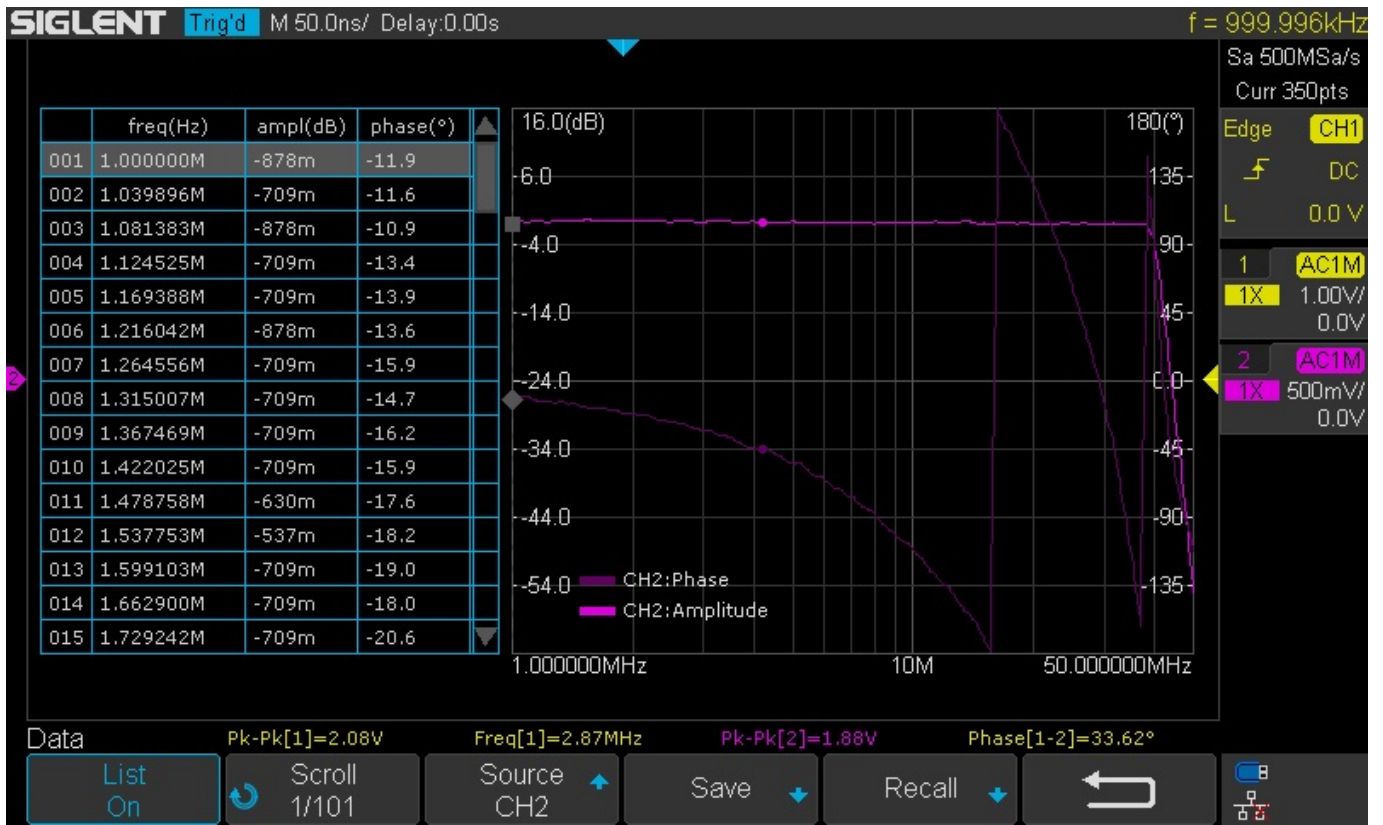 SIGLENT Trig'd M 50.0ns/ Delay:0.00s f = 999.996kHz
Sa 500MSa/s
Curr 350pts
Edge CH1
DC
L 0.0 V
1 AC1M
1X 1.00V/
0.0V
2 AC1M
1X 500mV/
0.0V
freq(Hz) ampl(dB) phase(°)
001 1.000000M -878m -11.9
002 1.039896M -709m -11.6
003 1.081383M -878m -10.9
004 1.124525M -709m -13.4
005 1.169388M -709m -13.9
006 1.216042M -878m -13.6
007 1.264556M -709m -15.9
008 1.315007M -709m -14.7
009 1.367469M -709m -16.2
010 1.422025M -709m -15.9
011 1.478758M -630m -17.6
012 1.537753M -537m -18.2
013 1.599103M -709m -19.0
014 1.662900M -709m -18.0
015 1.729242M -709m -20.6
16.0(dB) 180(°)
-6.0 135-
--4.0 90-
--14.0 45-
--24.0 0.0-
--34.0 -45-
--44.0 -90-
--54.0 -135-
CH2:Phase
CH2:Amplitude
1.000000MHz 10M 50.000000MHz
2
Data Pk-Pk[1]=2.08V Freq[1]=2.87MHz Pk-Pk[2]=1.88V Phase[1-2]=33.62°
List Scroll Source Save Recall
On 1/101 CH2